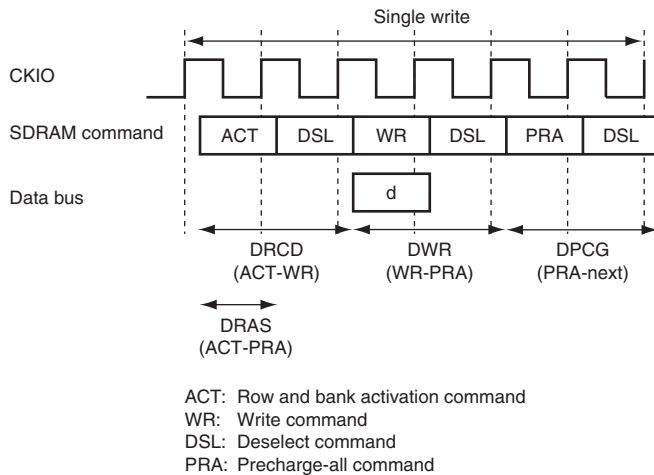 Single write
CKIO
SDRAM command ACT DSL WR DSL PRA DSL
Data bus d
DRCD DWR DPCG
(ACT-WR) (WR-PRA) (PRA-next)
DRAS
(ACT-PRA)
ACT: Row and bank activation command
WR: Write command
DSL: Deselect command
PRA: Precharge-all command